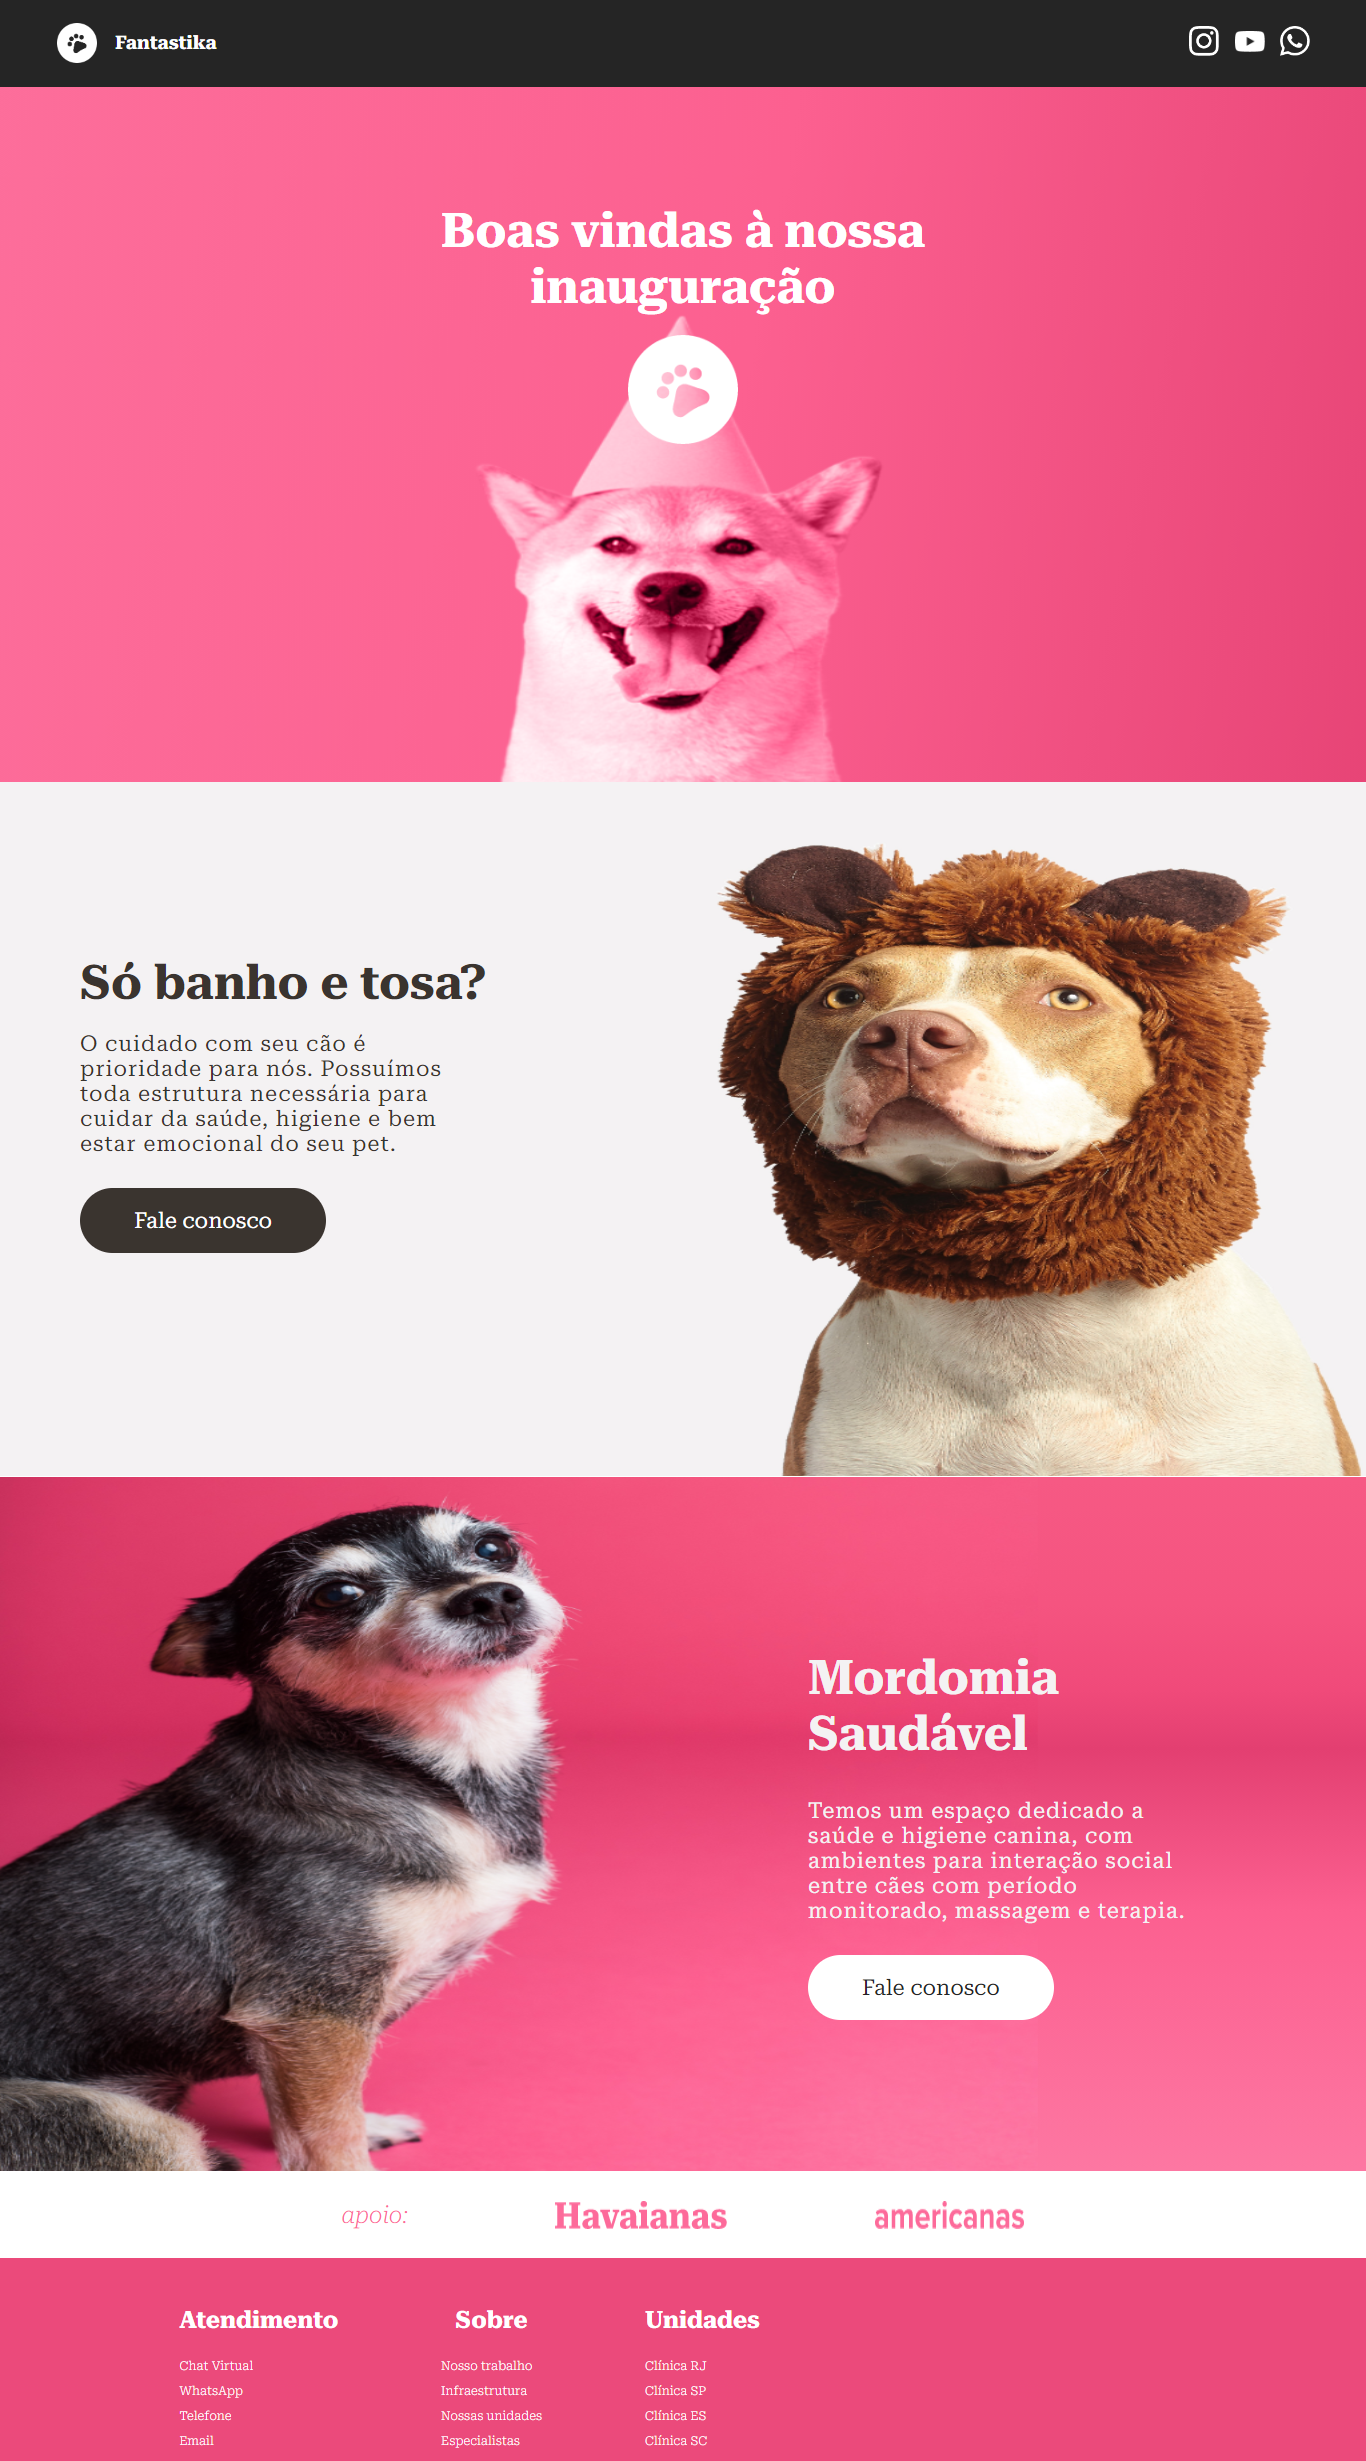 Fantastika
Boas vindas à nossa
inauguração
Só banho e tosa?
O cuidado com seu cão é
prioridade para nós. Possuímos
toda estrutura necessária para
cuidar da saúde, higiene e bem
estar emocional do seu pet.
Fale conosco
Mordomia
Saudável
Temos um espaço dedicado a
saúde e higiene canina, com
ambientes para interação social
entre cães com período
monitorado, massagem e terapia.
Fale conosco
apoio:
Havaianas
americanas
Atendimento
Chat Virtual
WhatsApp
Telefone
Email
Sobre
Nosso trabalho
Infraestrutura
Nossas unidades
Especialistas
Unidades
Clínica RJ
Clínica SP
Clínica ES
Clínica SC